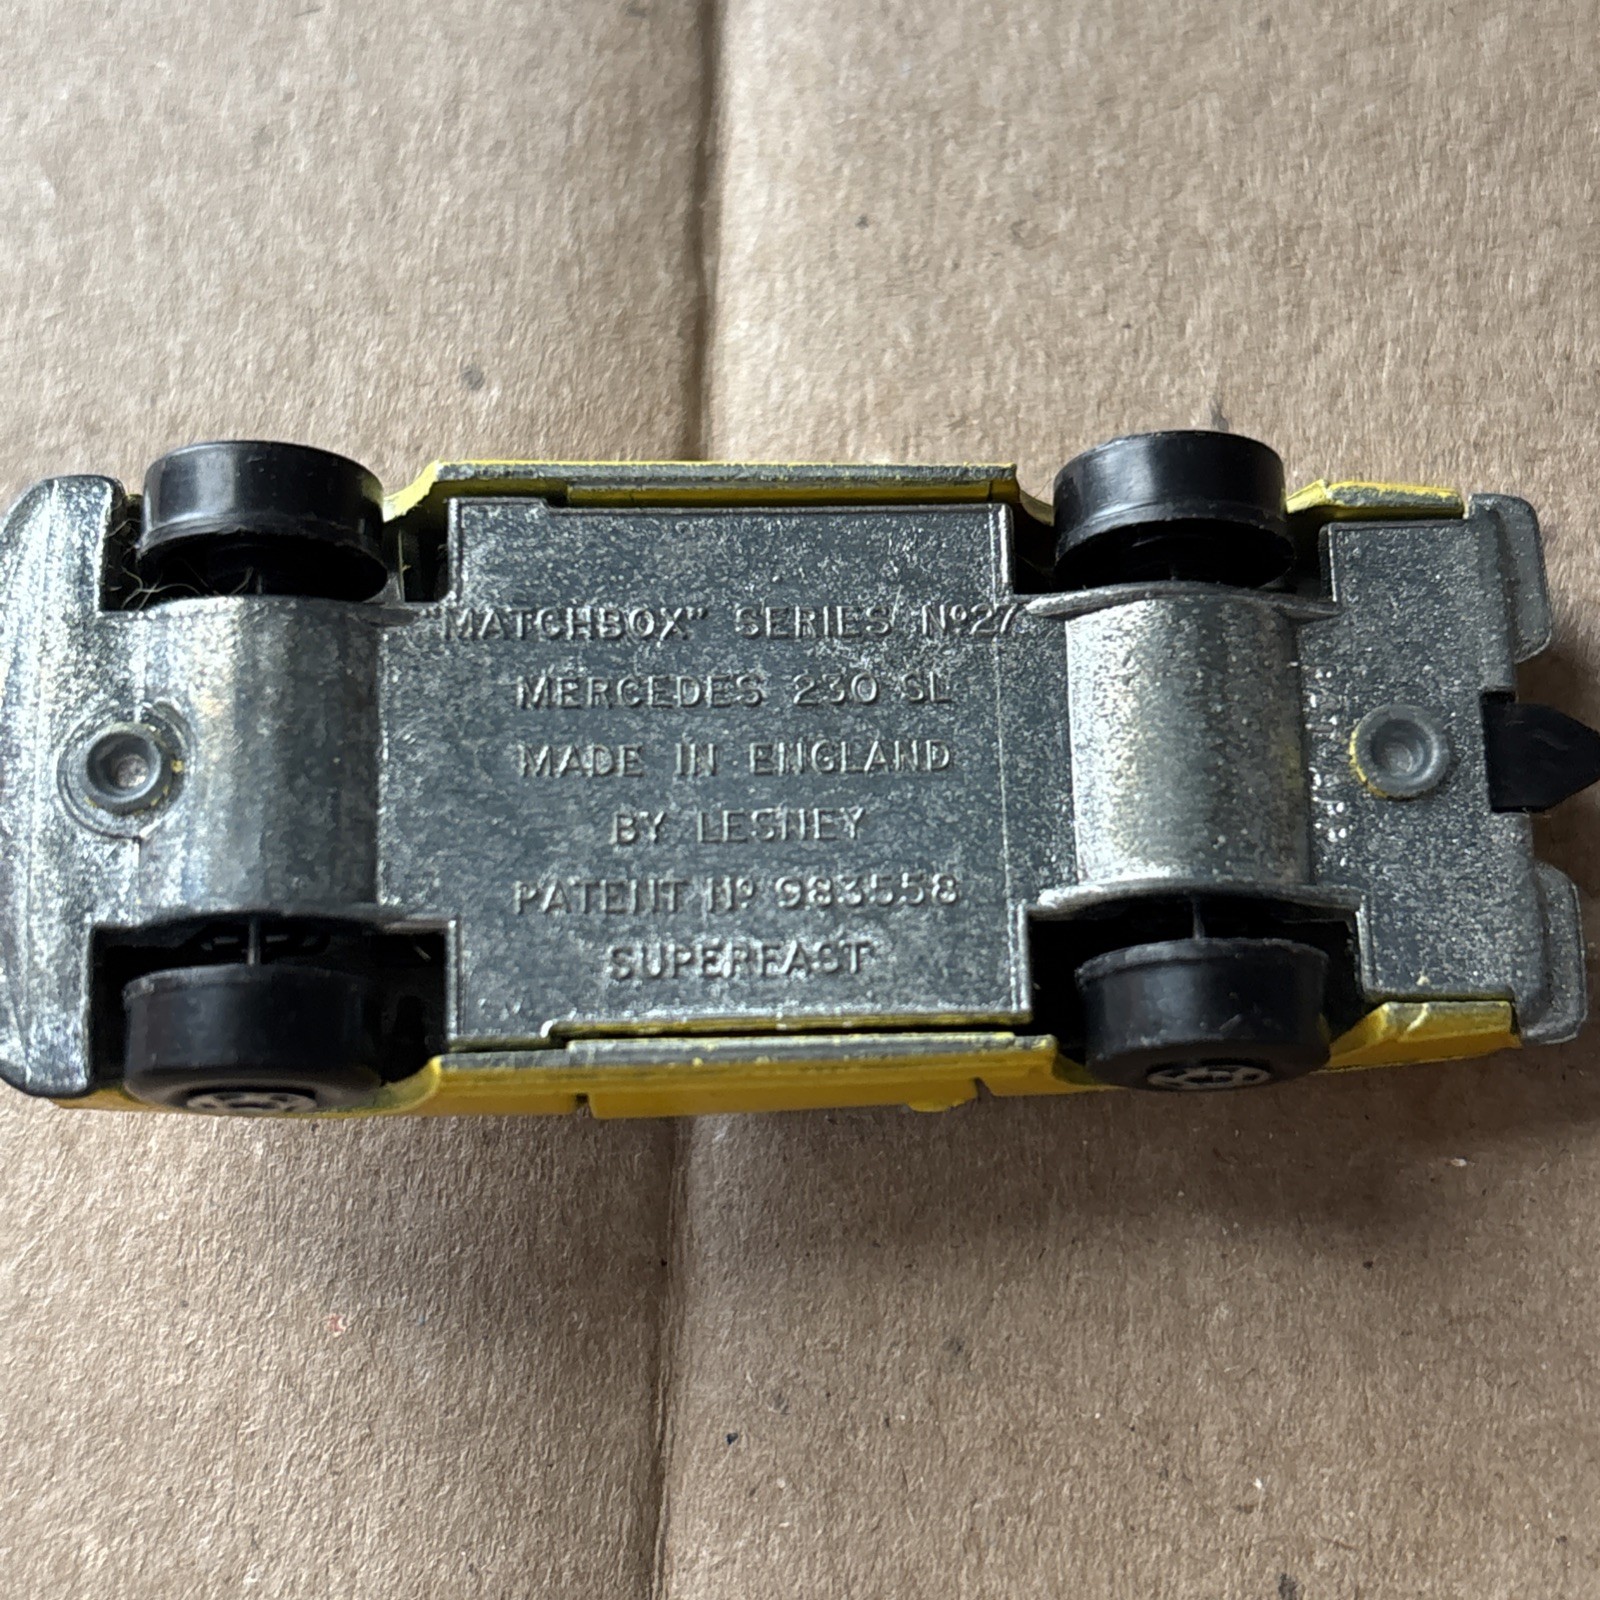 "MATCHBOX" SERIES Nº27
MERCEDES 230 SL
MADE IN ENGLAND
BY LESNEY
PATENT Nº 983558
SUPERFAST